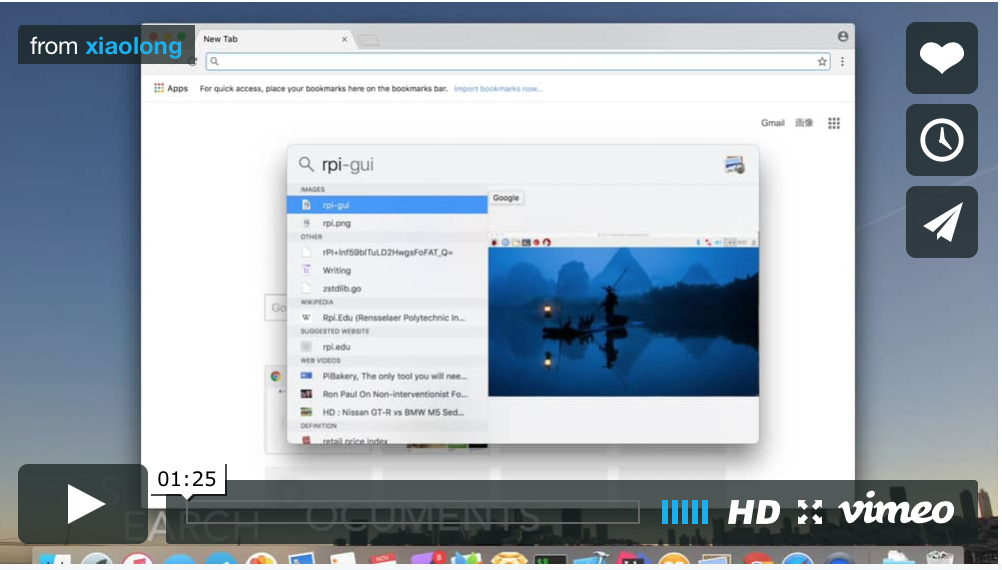 from xiaolong
New Tab
Apps For quick access, place your bookmarks here on the bookmarks bar. Import bookmarks now...
Gmail 画像
rpi-gui
IMAGES
rpi-gui
Google
rpi.png
OTHER
rPI+Inf59bITuLD2HwgsFoFAT_Q=
Writing
zstdlib.go
WIKIPEDIA
Go
W Rpi.Edu (Rensselaer Polytechnic In...
SUGGESTED WEBSITE
rpi.edu
WEB VIDEOS
PiBakery, The only tool you will nee...
Ron Paul On Non-interventionist Fo...
HD : Nissan GT-R vs BMW M5 Sed...
DEFINITION
retail price index
01:25
HD vimeo
S
EARCH OCUMENTS
NOV
8